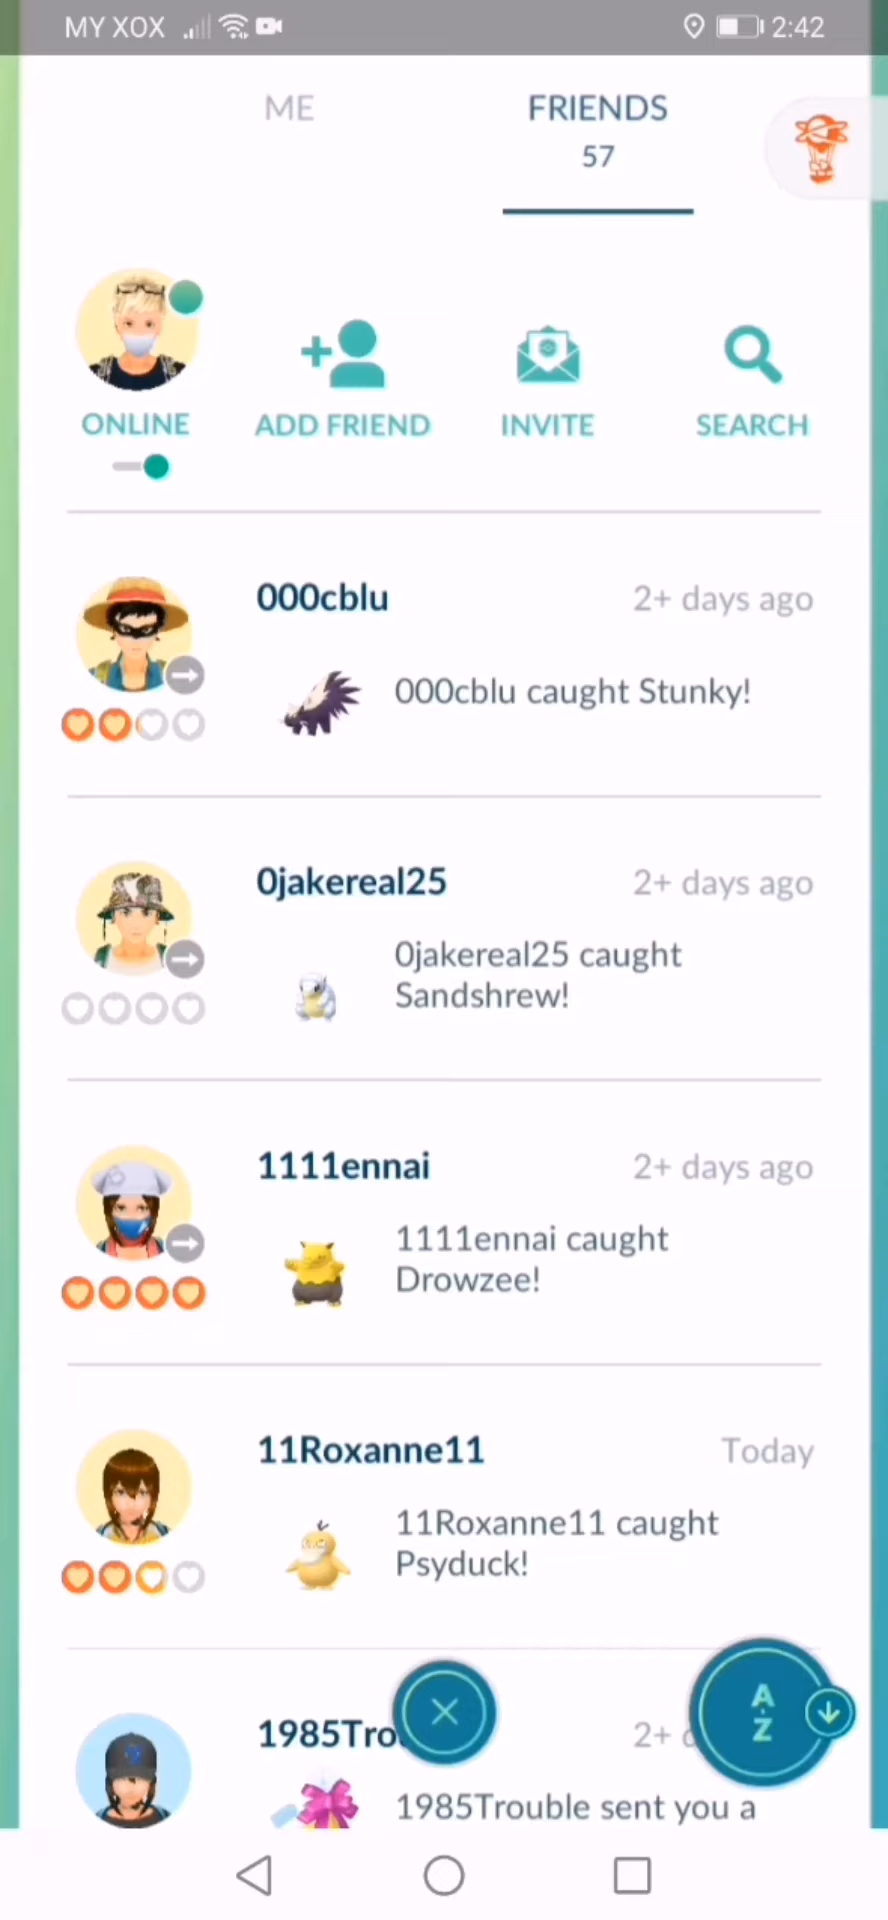 MY XOX 2:42
ME FRIENDS
57
ONLINE ADD FRIEND INVITE SEARCH
000cblu 2+ days ago
000cblu caught Stunky!
0jakereal25 2+ days ago
0jakereal25 caught
Sandshrew!
1111ennai 2+ days ago
1111ennai caught
Drowzee!
11Roxanne11 Today
11Roxanne11 caught
Psyduck!
A
Z
1985Tro 2+
1985Trouble sent you a